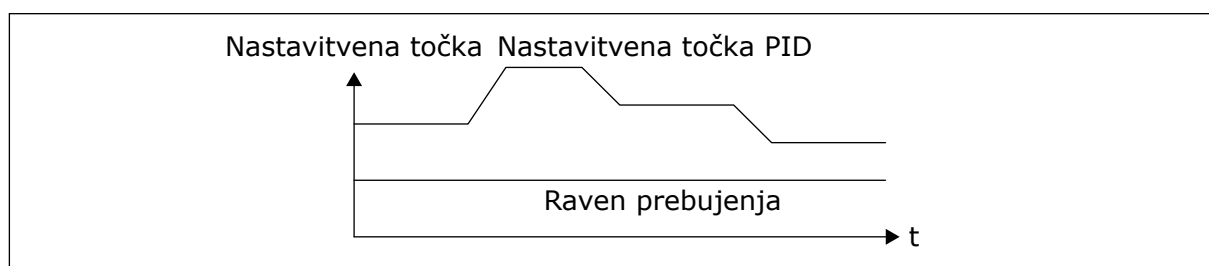 Nastavitvena točka
Nastavitvena točka PID
Raven prebujenja
t